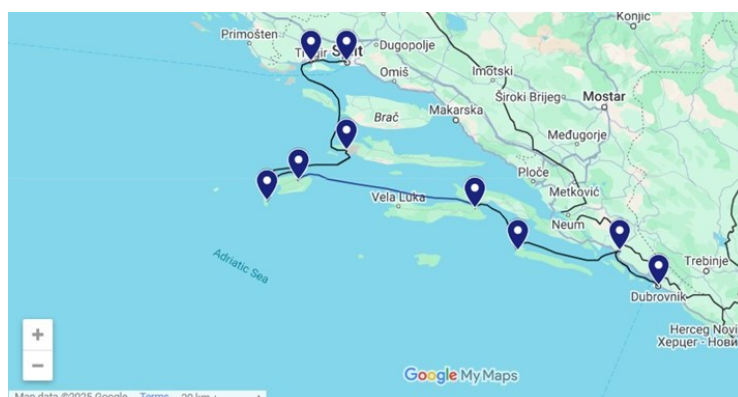 Konjic
Primošten
Dugopolje
Split
Omiš
Imotski
Široki Brijeg
Mostar
Brač
Makarska
Međugorje
Ploče
Metković
Vela Luka
Neum
Adriatic Sea
Trebinje
Dubrovnik
Herceg Novi
Херцег - Нови
+
−
Google My Maps
Map data ©2025 Google Terms 20 km